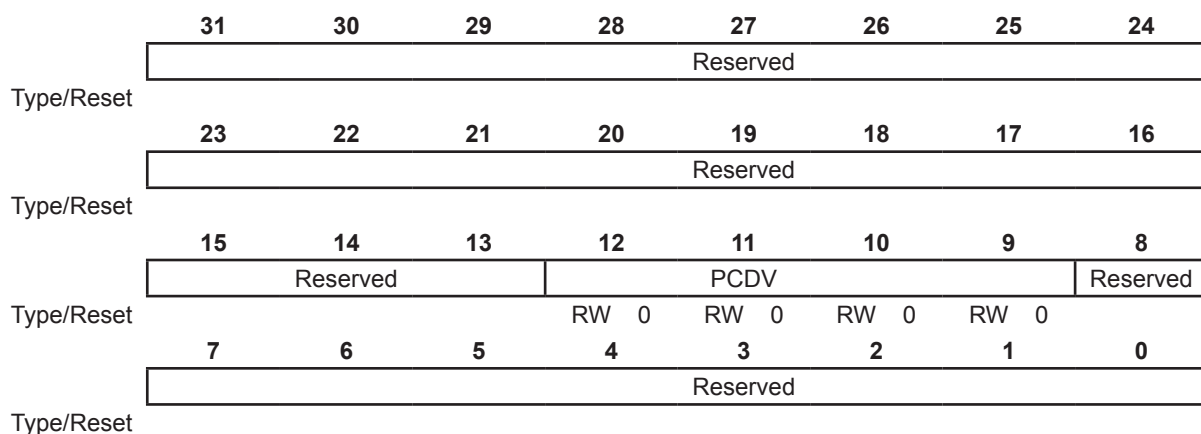 31 30 29 28 27 26 25 24
Reserved
Type/Reset
23 22 21 20 19 18 17 16
Reserved
Type/Reset
15 14 13 12 11 10 9 8
Reserved PCDV Reserved
Type/Reset RW 0 RW 0 RW 0 RW 0
7 6 5 4 3 2 1 0
Reserved
Type/Reset